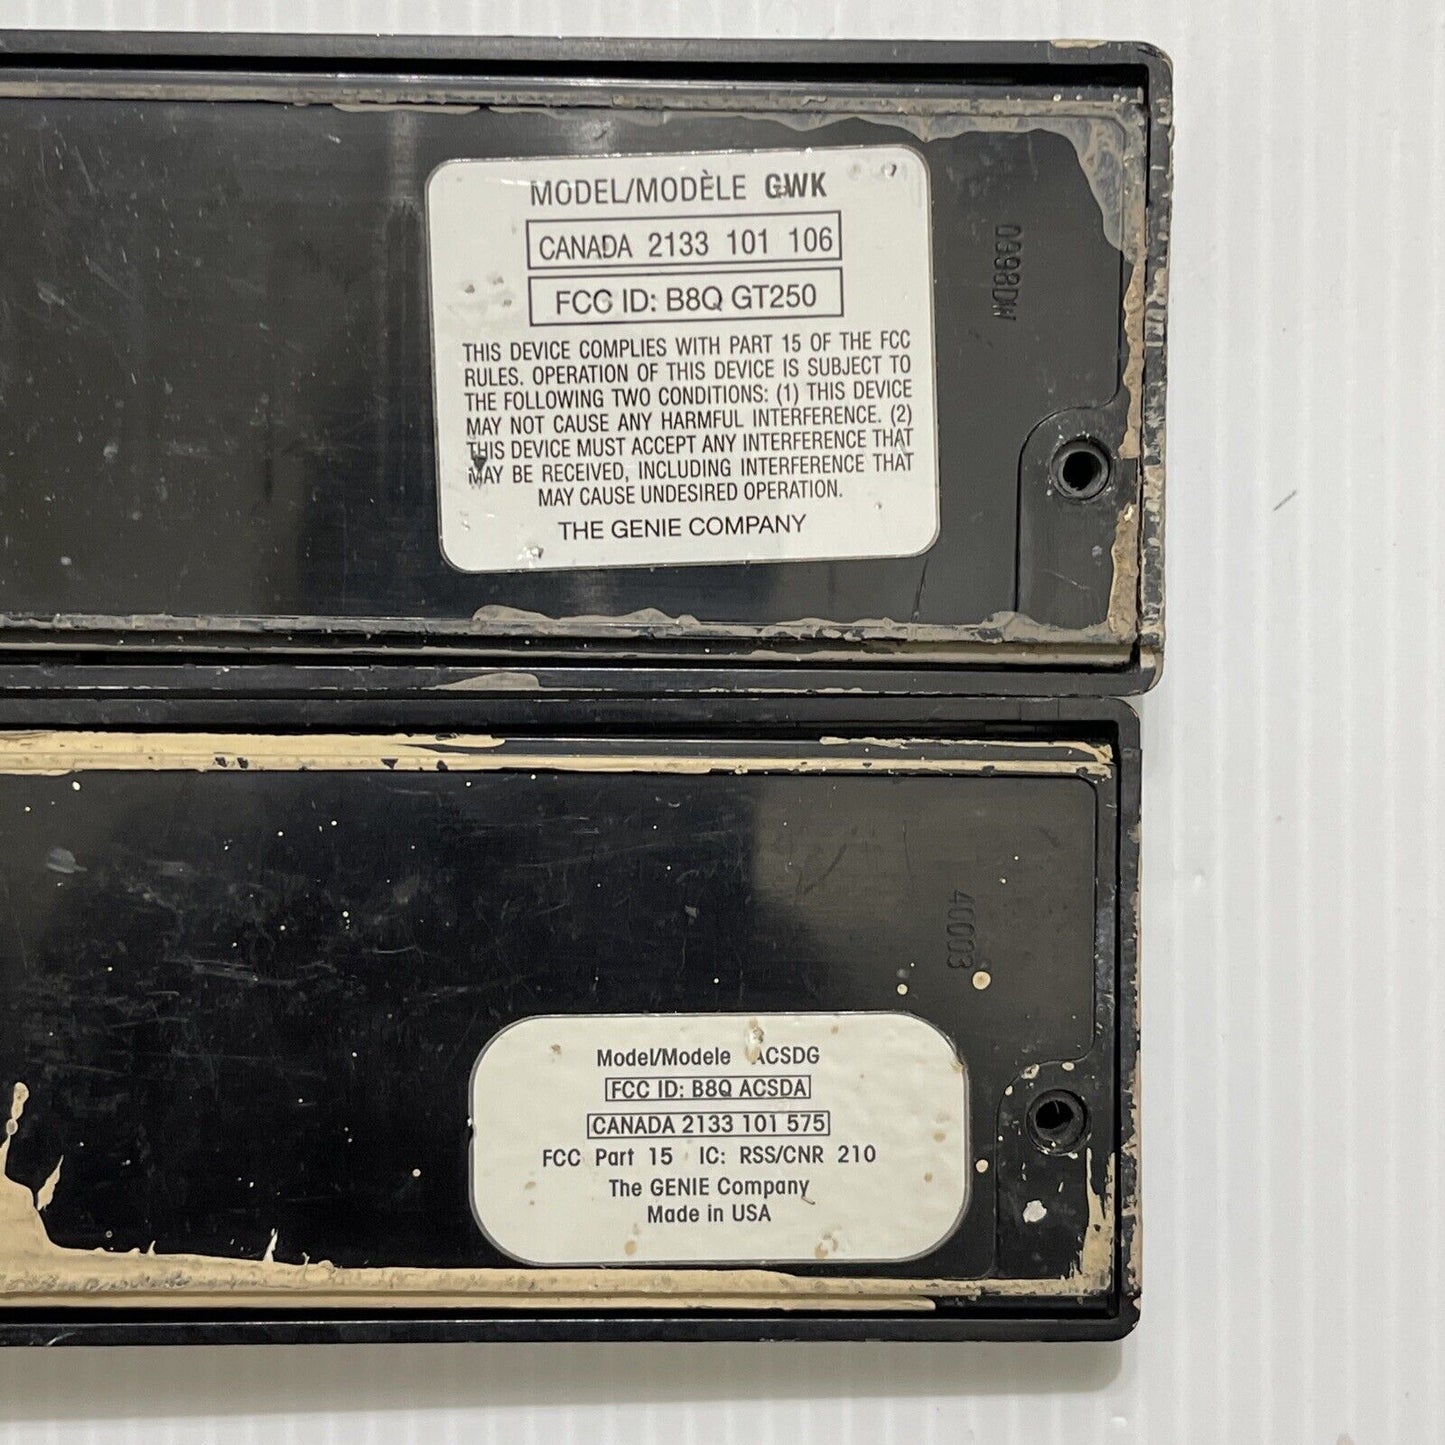 MODEL/MODÈLE GWK
CANADA 2133 101 106
FCC ID: B8Q GT250
THIS DEVICE COMPLIES WITH PART 15 OF THE FCC
RULES. OPERATION OF THIS DEVICE IS SUBJECT TO
THE FOLLOWING TWO CONDITIONS: (1) THIS DEVICE
MAY NOT CAUSE ANY HARMFUL INTERFERENCE. (2)
THIS DEVICE MUST ACCEPT ANY INTERFERENCE THAT
MAY BE RECEIVED, INCLUDING INTERFERENCE THAT
MAY CAUSE UNDESIRED OPERATION.
THE GENIE COMPANY
0398DW
40003
Model/Modele ACSDG
FCC ID: B8Q ACSDA
CANADA 2133 101 575
FCC Part 15 IC: RSS/CNR 210
The GENIE Company
Made in USA